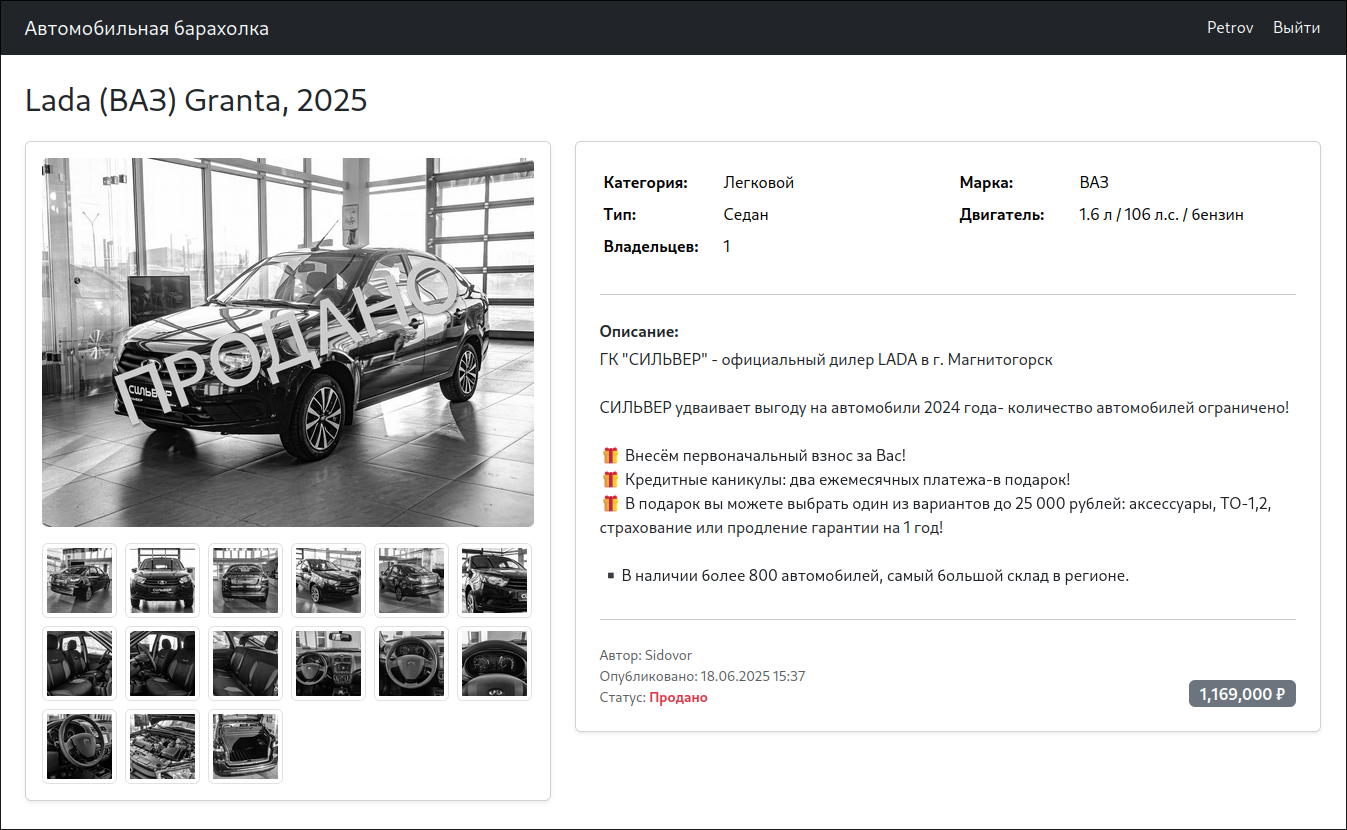 Автомобильная барахолка
Petrov Выйти
Lada (ВАЗ) Granta, 2025
ПРОДАНО
СИЛЬВЕР
Категория: Легковой Марка: ВАЗ
Тип: Седан Двигатель: 1.6 л / 106 л.с. / бензин
Владельцев: 1
Описание:
ГК "СИЛЬВЕР" - официальный дилер LADA в г. Магнитогорск
СИЛЬВЕР удваивает выгоду на автомобили 2024 года- количество автомобилей ограничено!
🎁 Внесём первоначальный взнос за Вас!
🎁 Кредитные каникулы: два ежемесячных платежа-в подарок!
🎁 В подарок вы можете выбрать один из вариантов до 25 000 рублей: аксессуары, ТО-1,2,
страхование или продление гарантии на 1 год!
▪ В наличии более 800 автомобилей, самый большой склад в регионе.
Автор: Sidovor
Опубликовано: 18.06.2025 15:37
Статус: Продано
1,169,000 ₽